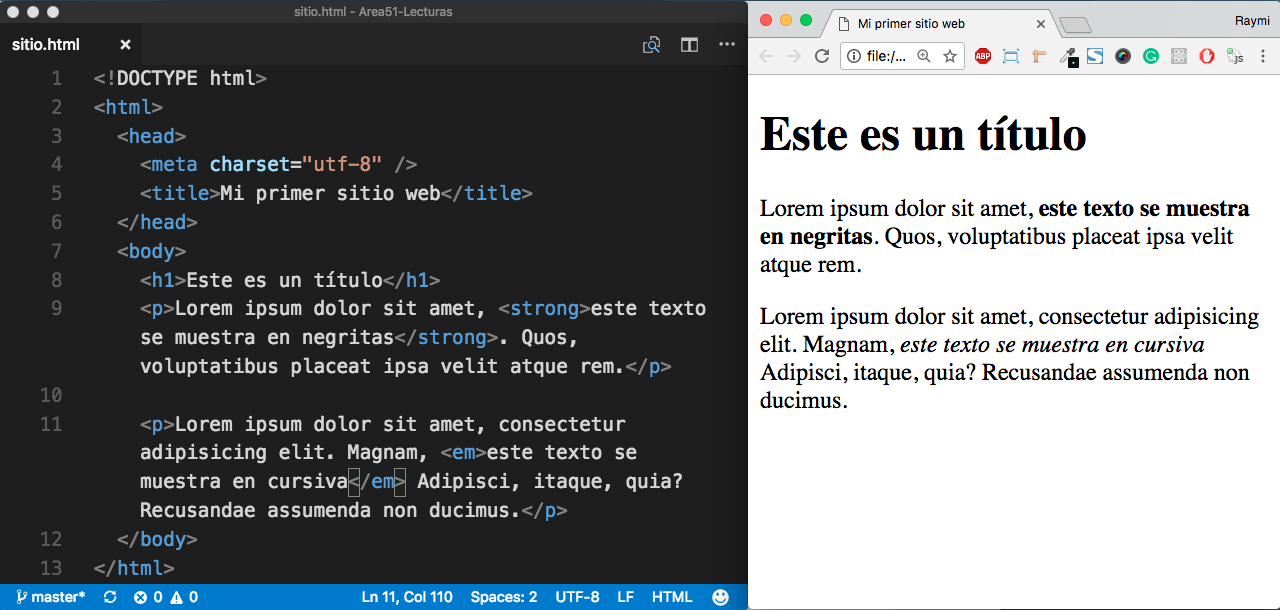 sitio.html - Area51-Lecturas
sitio.html
1 <!DOCTYPE html>
2 <html>
3 <head>
4 <meta charset="utf-8" />
5 <title>Mi primer sitio web</title>
6 </head>
7 <body>
8 <h1>Este es un título</h1>
9 <p>Lorem ipsum dolor sit amet, <strong>este texto
se muestra en negritas</strong>. Quos,
voluptatibus placeat ipsa velit atque rem.</p>
10
11 <p>Lorem ipsum dolor sit amet, consectetur
adipisicing elit. Magnam, <em>este texto se
muestra en cursiva</em> Adipisci, itaque, quia?
Recusandae assumenda non ducimus.</p>
12 </body>
13 </html>
master* 0 0 Ln 11, Col 110 Spaces: 2 UTF-8 LF HTML
Mi primer sitio web
Raymi
file:/...
ABP
S
G
JS
Este es un título
Lorem ipsum dolor sit amet, este texto se muestra
en negritas. Quos, voluptatibus placeat ipsa velit
atque rem.
Lorem ipsum dolor sit amet, consectetur adipisicing
elit. Magnam, este texto se muestra en cursiva
Adipisci, itaque, quia? Recusandae assumenda non
ducimus.